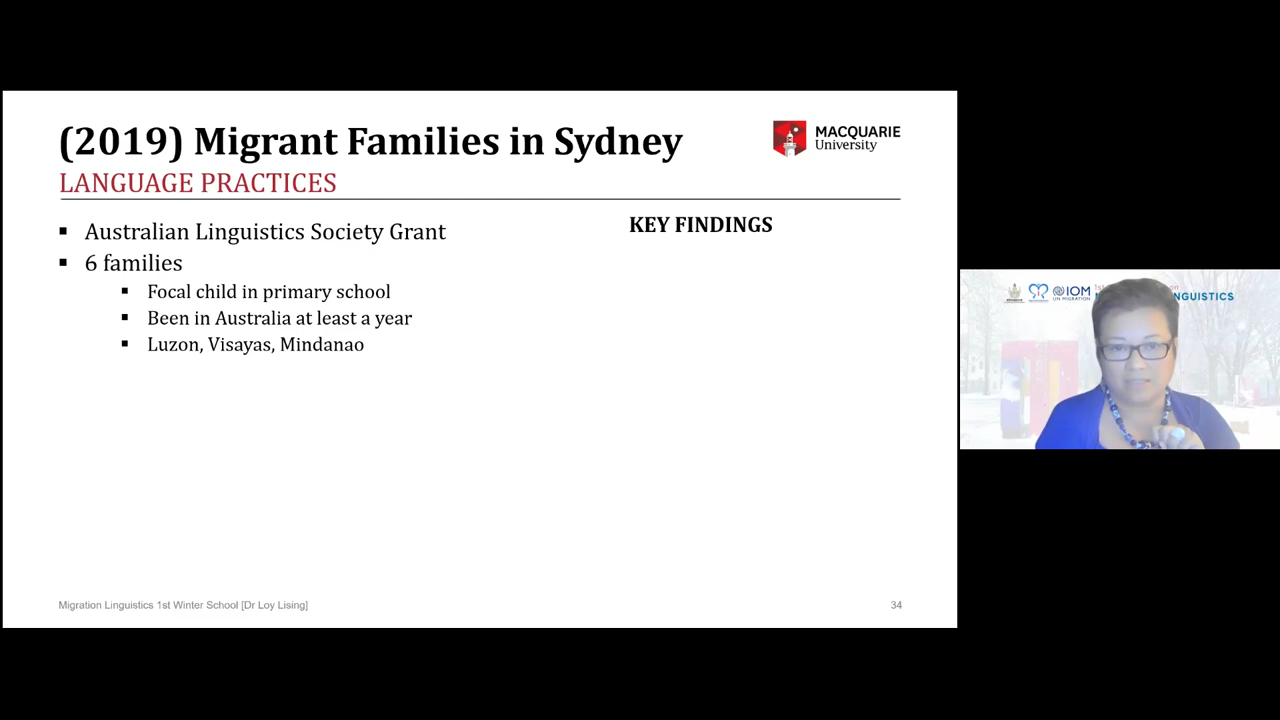 (2019) Migrant Families in Sydney
LANGUAGE PRACTICES
MACQUARIE
University
▪ Australian Linguistics Society Grant
▪ 6 families
▪ Focal child in primary school
▪ Been in Australia at least a year
▪ Luzon, Visayas, Mindanao
KEY FINDINGS
Migration Linguistics 1st Winter School [Dr Loy Lising]
34
IOM
UN MIGRATION